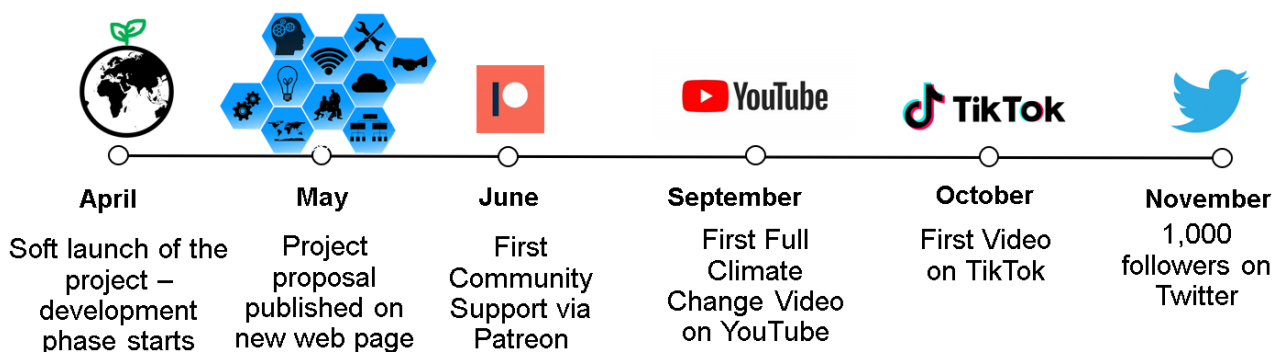 YouTube
TikTok
April
Soft launch of the
project –
development
phase starts
May
Project
proposal
published on
new web page
June
First
Community
Support via
Patreon
September
First Full
Climate
Change Video
on YouTube
October
First Video
on TikTok
November
1,000
followers on
Twitter